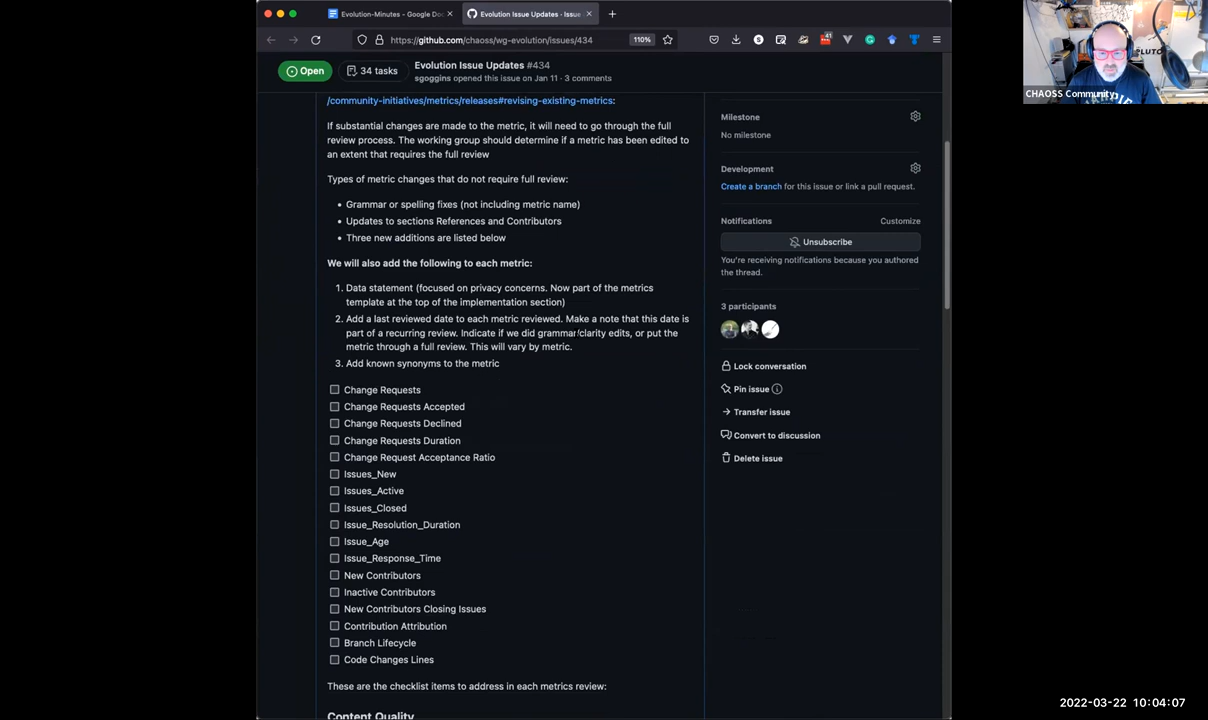 Evolution-Minutes - Google Doc
Evolution Issue Updates · Issue
https://github.com/chaoss/wg-evolution/issues/434
110%
41
Open
34 tasks
Evolution Issue Updates #434
sgoggins opened this issue on Jan 11 · 3 comments
/community-initiatives/metrics/releases#revising-existing-metrics:
If substantial changes are made to the metric, it will need to go through the full
review process. The working group should determine if a metric has been edited to
an extent that requires the full review
Types of metric changes that do not require full review:
• Grammar or spelling fixes (not including metric name)
• Updates to sections References and Contributors
• Three new additions are listed below
We will also add the following to each metric:
1. Data statement (focused on privacy concerns. Now part of the metrics
template at the top of the implementation section)
2. Add a last reviewed date to each metric reviewed. Make a note that this date is
part of a recurring review. Indicate if we did grammar/clarity edits, or put the
metric through a full review. This will vary by metric.
3. Add known synonyms to the metric
Change Requests
Change Requests Accepted
Change Requests Declined
Change Requests Duration
Change Request Acceptance Ratio
Issues_New
Issues_Active
Issues_Closed
Issue_Resolution_Duration
Issue_Age
Issue_Response_Time
New Contributors
Inactive Contributors
New Contributors Closing Issues
Contribution Attribution
Branch Lifecycle
Code Changes Lines
These are the checklist items to address in each metrics review:
Content Quality
Milestone
No milestone
Development
Create a branch for this issue or link a pull request.
Notifications
Customize
Unsubscribe
You're receiving notifications because you authored
the thread.
3 participants
Lock conversation
Pin issue
Transfer issue
Convert to discussion
Delete issue
CHAOSS Community
2022-03-22 10:04:07